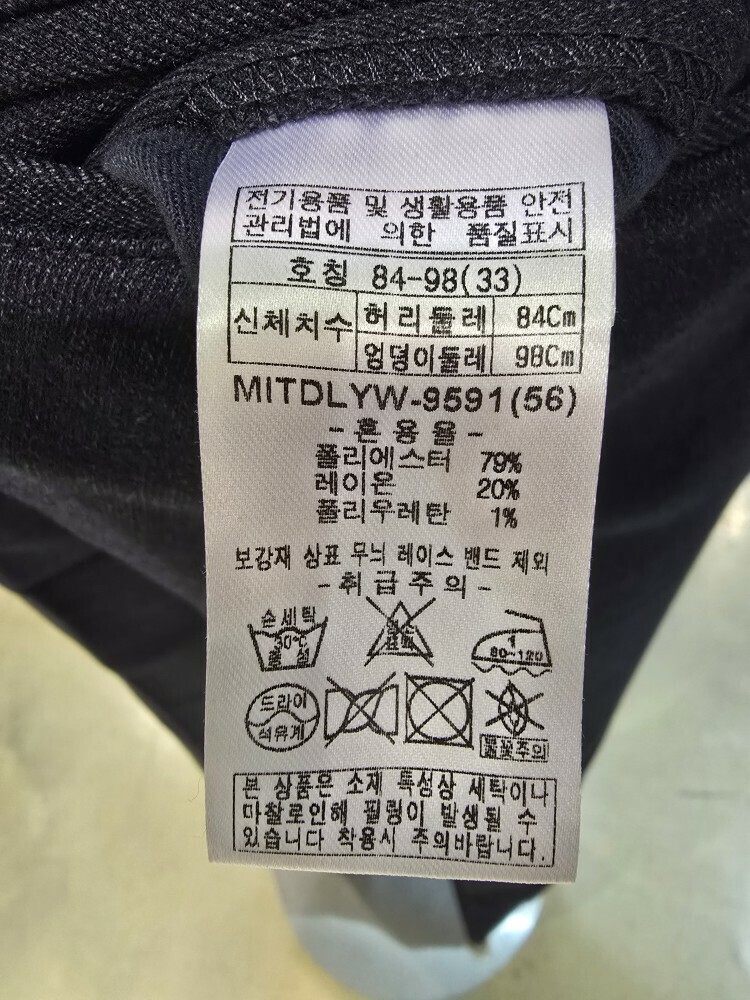 전기용품 및 생활용품 안전
관리법에 의한 품질표시
호칭 84-98(33)
신체치수 허리둘레 84Cm
엉덩이둘레 98Cm
MITDLYW-9591(56)
-혼용율-
폴리에스터 79%
레이온 20%
폴리우레탄 1%
보강재 상표 무늬 레이스 밴드 제외
-취급주의-
손세탁
30℃
중성
1
80~120
드라이
석유계
불꽃주의
본 상품은 소재 특성상 세탁이나
마찰로인해 필링이 발생될 수
있습니다 착용시 주의바랍니다.